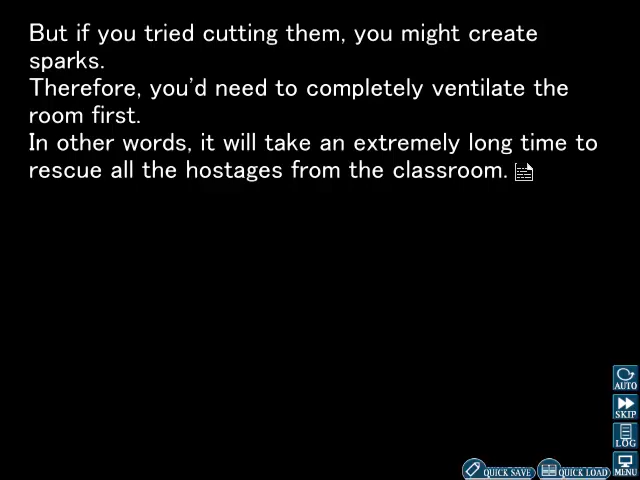 But if you tried cutting them, you might create
sparks.
Therefore, you'd need to completely ventilate the
room first.
In other words, it will take an extremely long time to
rescue all the hostages from the classroom.
AUTO
SKIP
LOG
MENU
QUICK SAVE
QUICK LOAD